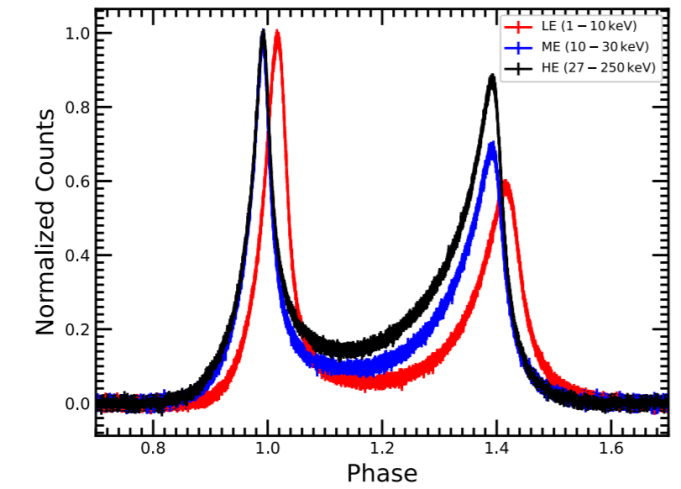 LE (1 − 10 keV)
ME (10 − 30 keV)
HE (27 − 250 keV)
1.0
0.8
0.6
0.4
0.2
0.0
Normalized Counts
0.8 1.0 1.2 1.4 1.6
Phase